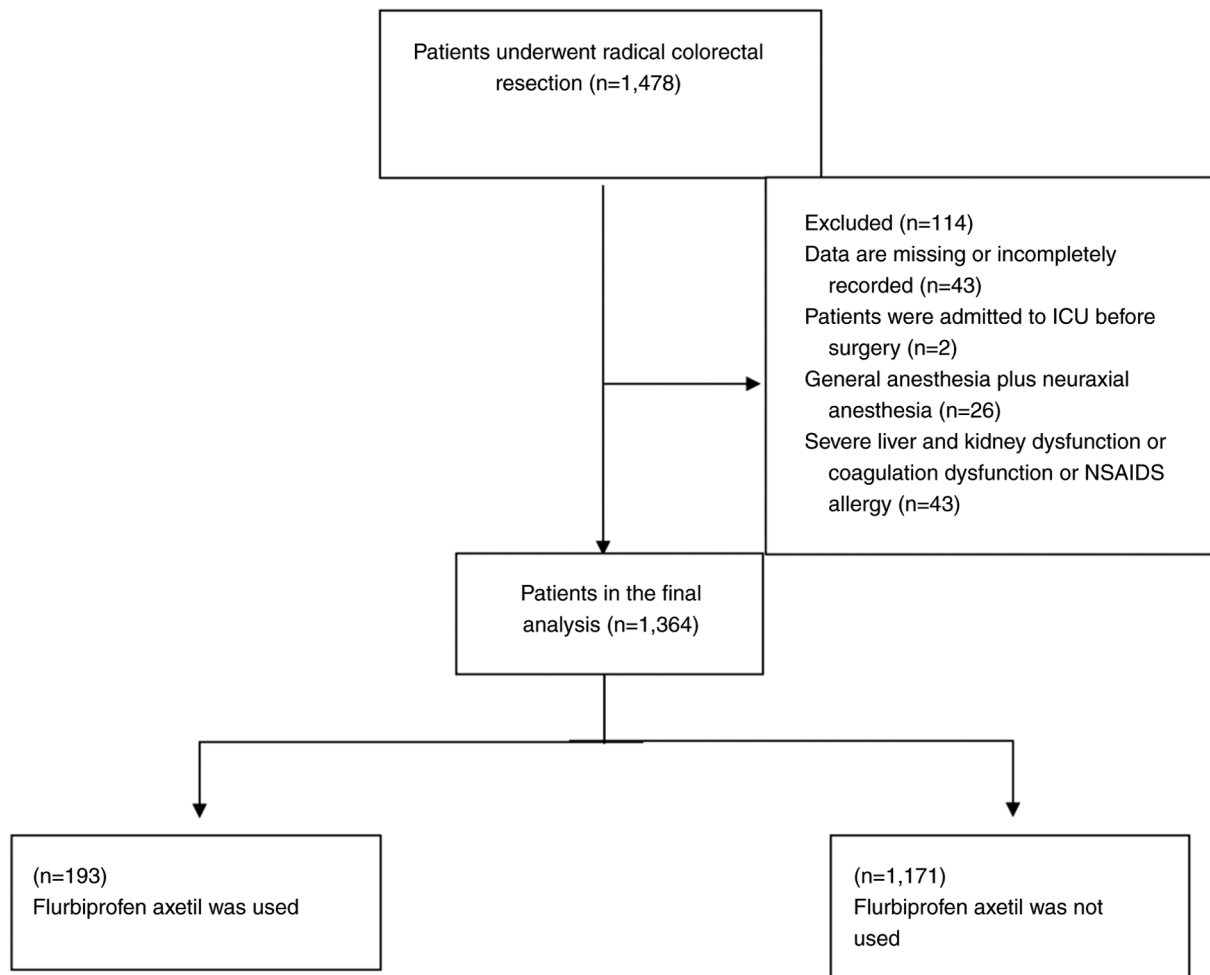 Patients underwent radical colorectal
resection (n=1,478)
Excluded (n=114)
Data are missing or incompletely
recorded (n=43)
Patients were admitted to ICU before
surgery (n=2)
General anesthesia plus neuraxial
anesthesia (n=26)
Severe liver and kidney dysfunction or
coagulation dysfunction or NSAIDS
allergy (n=43)
Patients in the final
analysis (n=1,364)
(n=193)
Flurbiprofen axetil was used
(n=1,171)
Flurbiprofen axetil was not
used